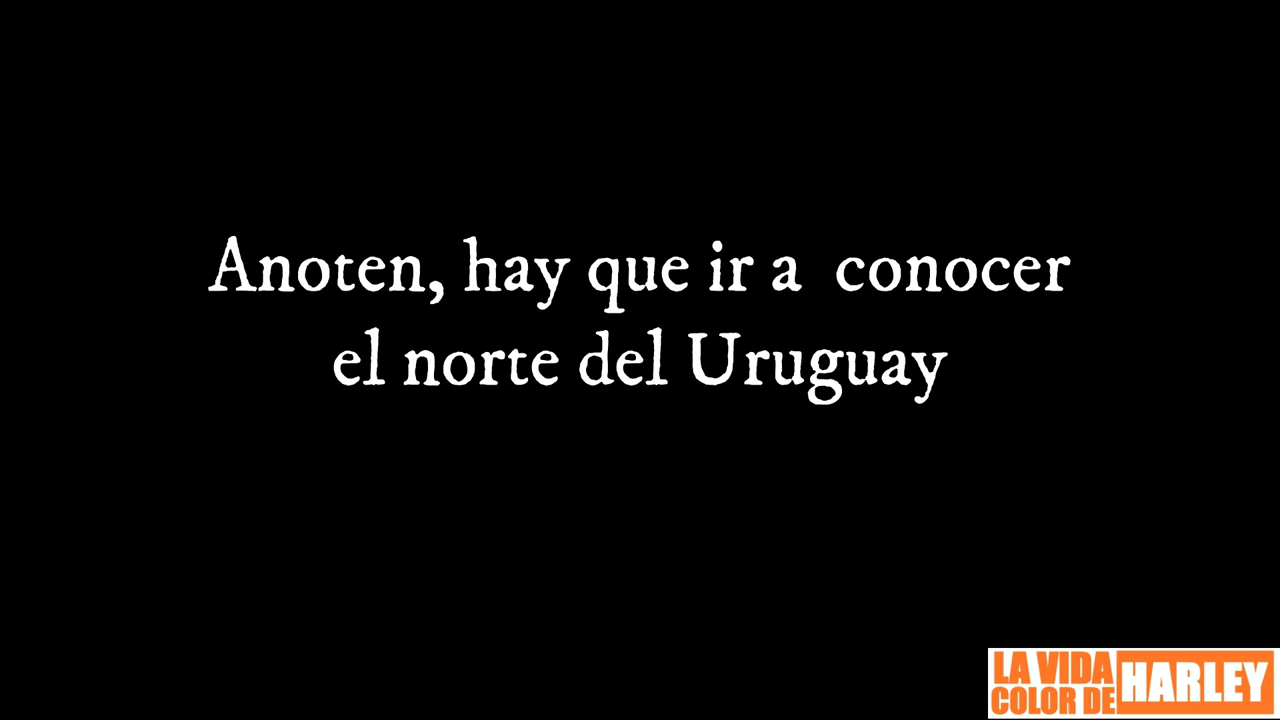 Anoten, hay que ir a  conocer
el norte del Uruguay
LA VIDA
COLOR DE
HARLEY